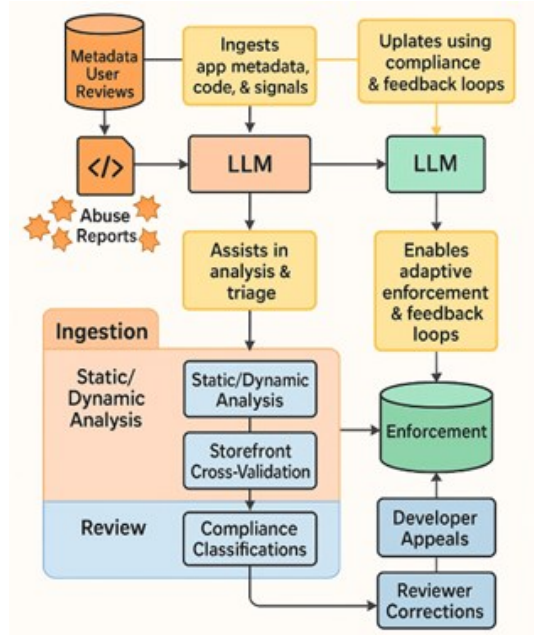 Metadata
User
Reviews
Ingests
app metadata,
code, & signals
Uplates using
compliance
& feedback loops
</>
LLM
LLM
Abuse
Reports
Assists in
analysis &
triage
Enables
adaptive
enforcement
& feedback
loops
Ingestion
Static/
Dynamic
Analysis
Static/Dynamic
Analysis
Storefront
Cross-Validation
Enforcement
Review
Compliance
Classifications
Developer
Appeals
Reviewer
Corrections